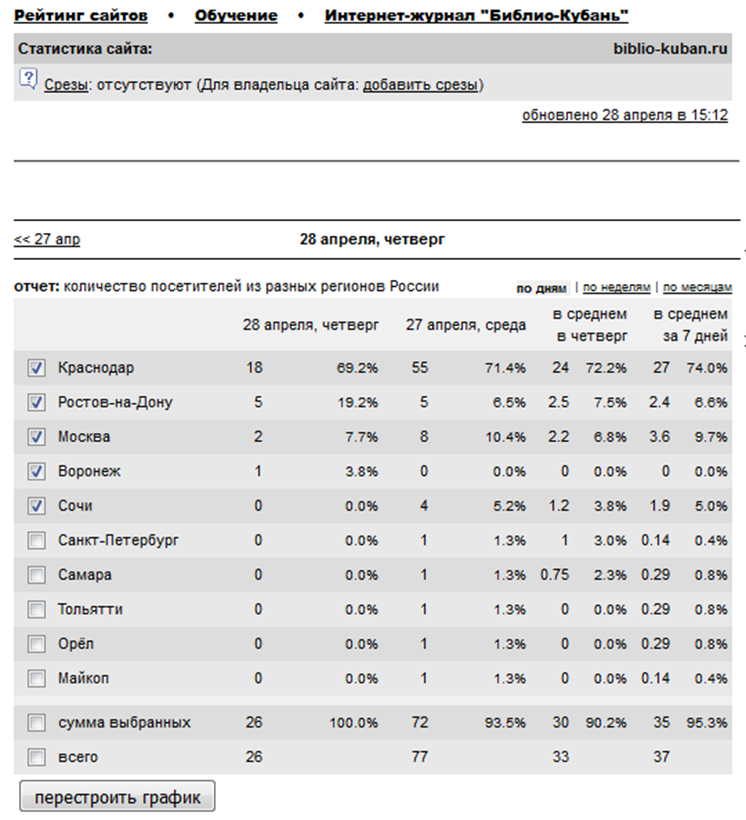 Рейтинг сайтов • Обучение • Интернет-журнал "Библио-Кубань"
Статистика сайта: biblio-kuban.ru
? Срезы: отсутствуют (Для владельца сайта: добавить срезы)
обновлено 28 апреля в 15:12
<< 27 апр 28 апреля, четверг
отчет: количество посетителей из разных регионов России по дням | по неделям | по месяцам
28 апреля, четверг 27 апреля, среда в среднем в четверг в среднем за 7 дней
Краснодар 18 69.2% 55 71.4% 24 72.2% 27 74.0%
Ростов-на-Дону 5 19.2% 5 6.5% 2.5 7.5% 2.4 6.6%
Москва 2 7.7% 8 10.4% 2.2 6.8% 3.6 9.7%
Воронеж 1 3.8% 0 0.0% 0 0.0% 0 0.0%
Сочи 0 0.0% 4 5.2% 1.2 3.8% 1.9 5.0%
Санкт-Петербург 0 0.0% 1 1.3% 1 3.0% 0.14 0.4%
Самара 0 0.0% 1 1.3% 0.75 2.3% 0.29 0.8%
Тольятти 0 0.0% 1 1.3% 0 0.0% 0.29 0.8%
Орёл 0 0.0% 1 1.3% 0 0.0% 0.29 0.8%
Майкоп 0 0.0% 1 1.3% 0 0.0% 0.14 0.4%
сумма выбранных 26 100.0% 72 93.5% 30 90.2% 35 95.3%
всего 26 77 33 37
перестроить график